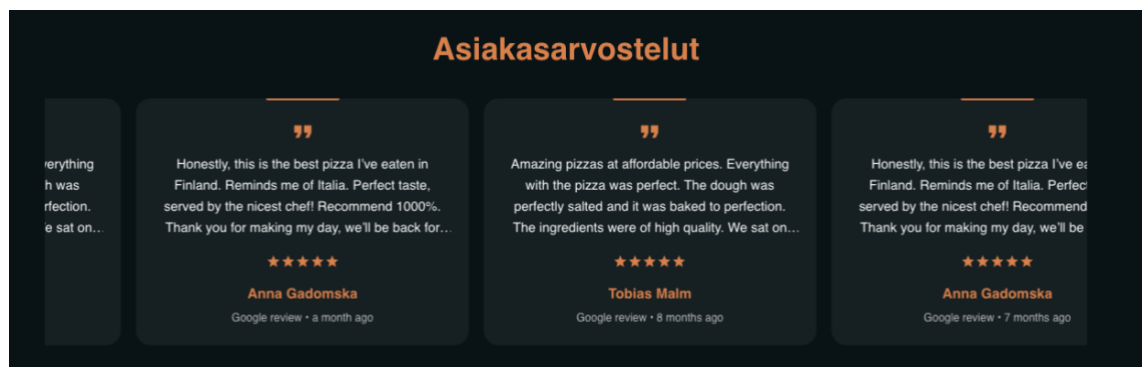 Asiakasarvostelut
verything
h was
rfection.
e sat on...
"
Honestly, this is the best pizza I've eaten in
Finland. Reminds me of Italia. Perfect taste,
served by the nicest chef! Recommend 1000%.
Thank you for making my day, we'll be back for...
★★★★★
Anna Gadomska
Google review • a month ago
"
Amazing pizzas at affordable prices. Everything
with the pizza was perfect. The dough was
perfectly salted and it was baked to perfection.
The ingredients were of high quality. We sat on...
★★★★★
Tobias Malm
Google review • 8 months ago
"
Honestly, this is the best pizza I've ea
Finland. Reminds me of Italia. Perfect
served by the nicest chef! Recommend
Thank you for making my day, we'll be
★★★★★
Anna Gadomska
Google review • 7 months ago